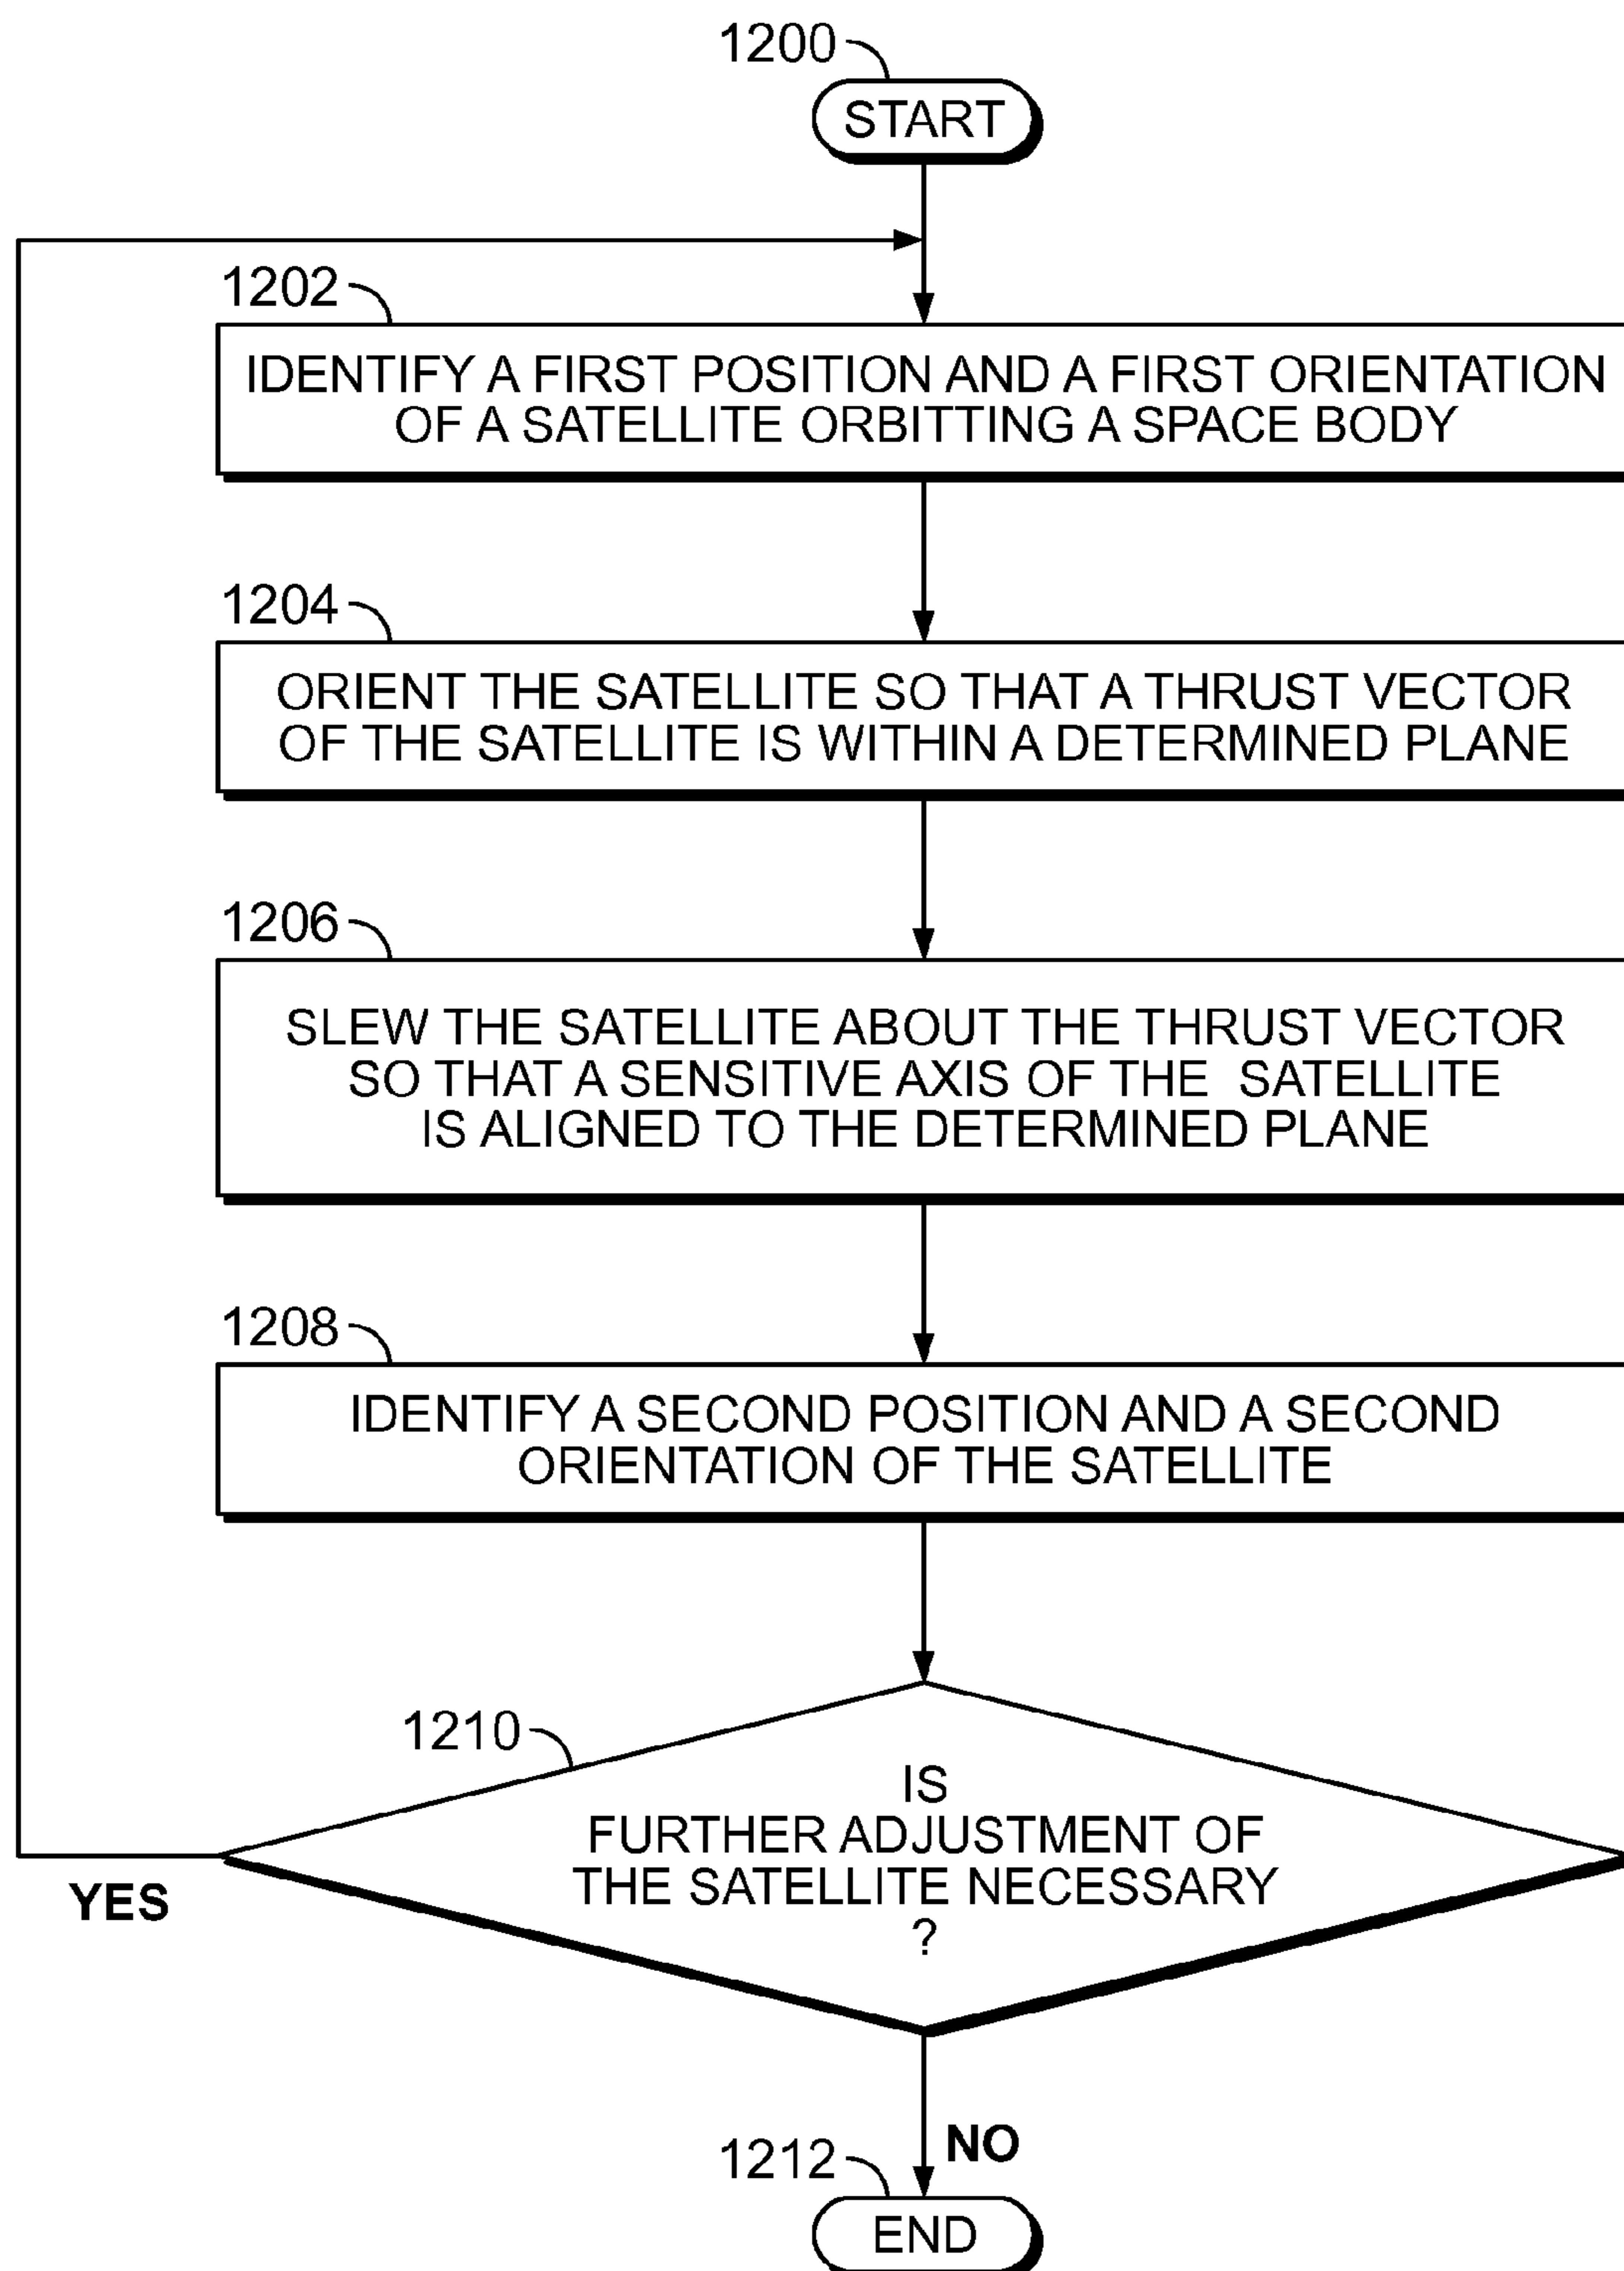 1200
START
1202
IDENTIFY A FIRST POSITION AND A FIRST ORIENTATION
OF A SATELLITE ORBITTING A SPACE BODY
1204
ORIENT THE SATELLITE SO THAT A THRUST VECTOR
OF THE SATELLITE IS WITHIN A DETERMINED PLANE
1206
SLEW THE SATELLITE ABOUT THE THRUST VECTOR
SO THAT A SENSITIVE AXIS OF THE SATELLITE
IS ALIGNED TO THE DETERMINED PLANE
1208
IDENTIFY A SECOND POSITION AND A SECOND
ORIENTATION OF THE SATELLITE
1210
IS
FURTHER ADJUSTMENT OF
THE SATELLITE NECESSARY
?
YES
NO
1212
END